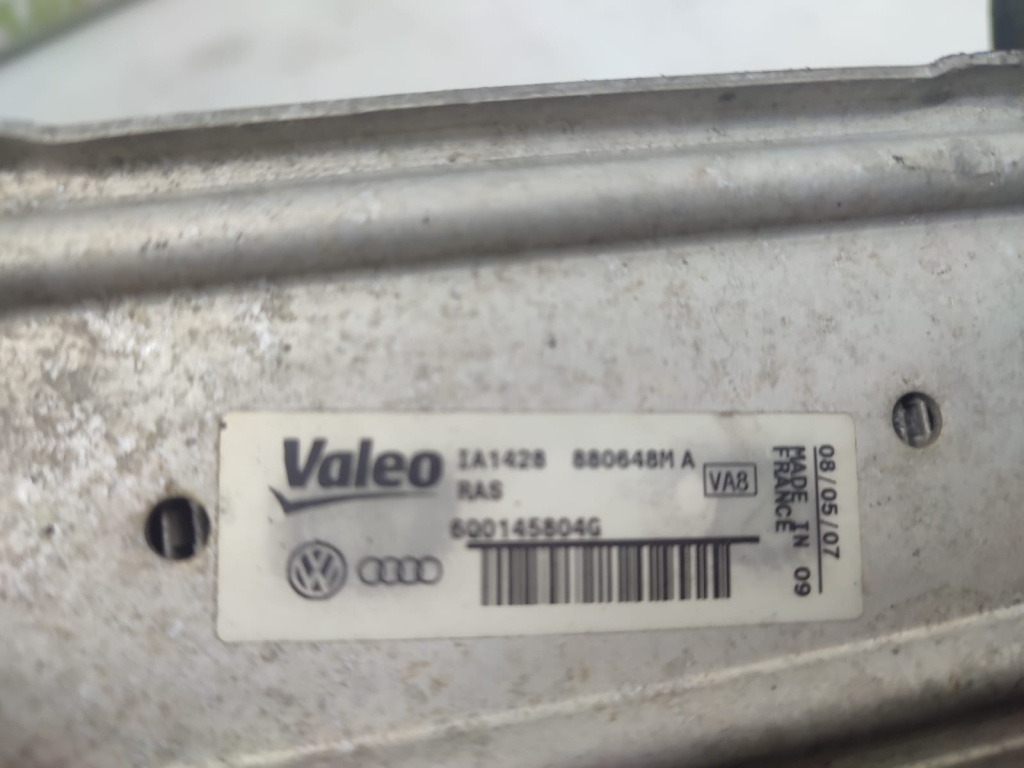 Valeo IA1428 880648M A
RAS VA8
6Q0145804G
08/05/07
MADE IN 09
FRANCE